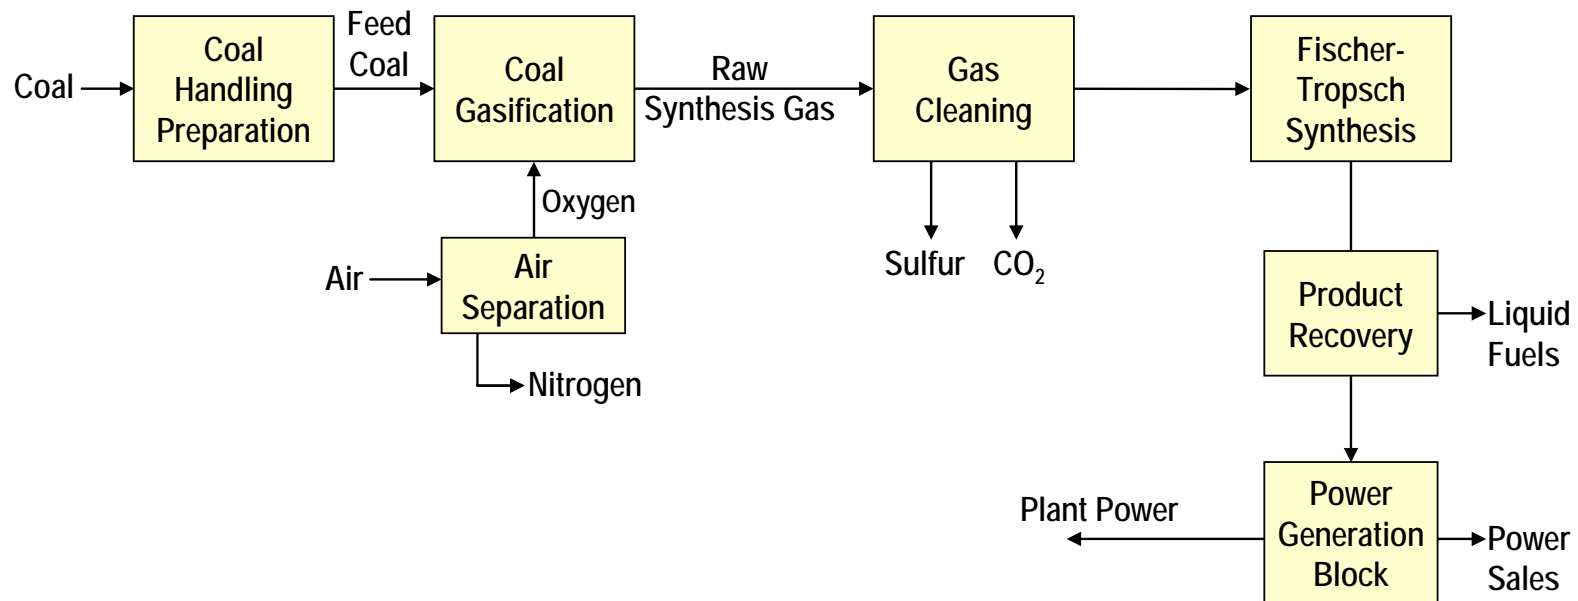 Coal
Coal
Handling
Preparation
Feed
Coal
Coal
Gasification
Raw
Synthesis Gas
Gas
Cleaning
Fischer-
Tropsch
Synthesis
Oxygen
Air
Air
Separation
Nitrogen
Sulfur
CO₂
Product
Recovery
Liquid
Fuels
Plant Power
Power
Generation
Block
Power
Sales